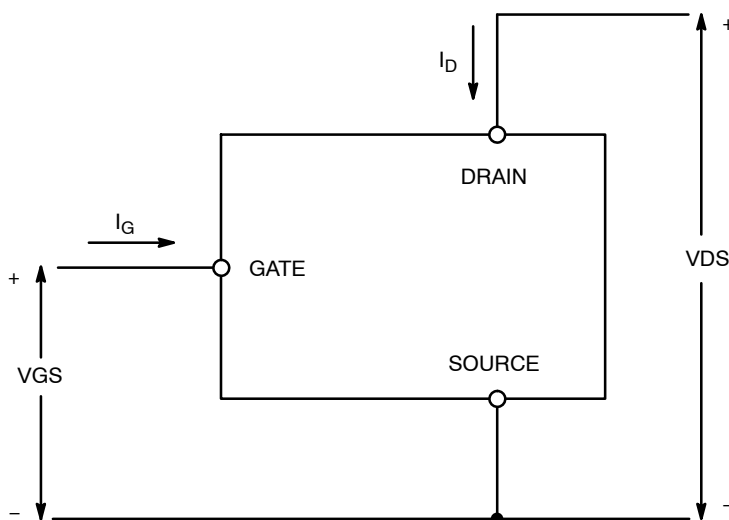 +
I_D
DRAIN
I_G
GATE
VDS
+
SOURCE
VGS
−
−